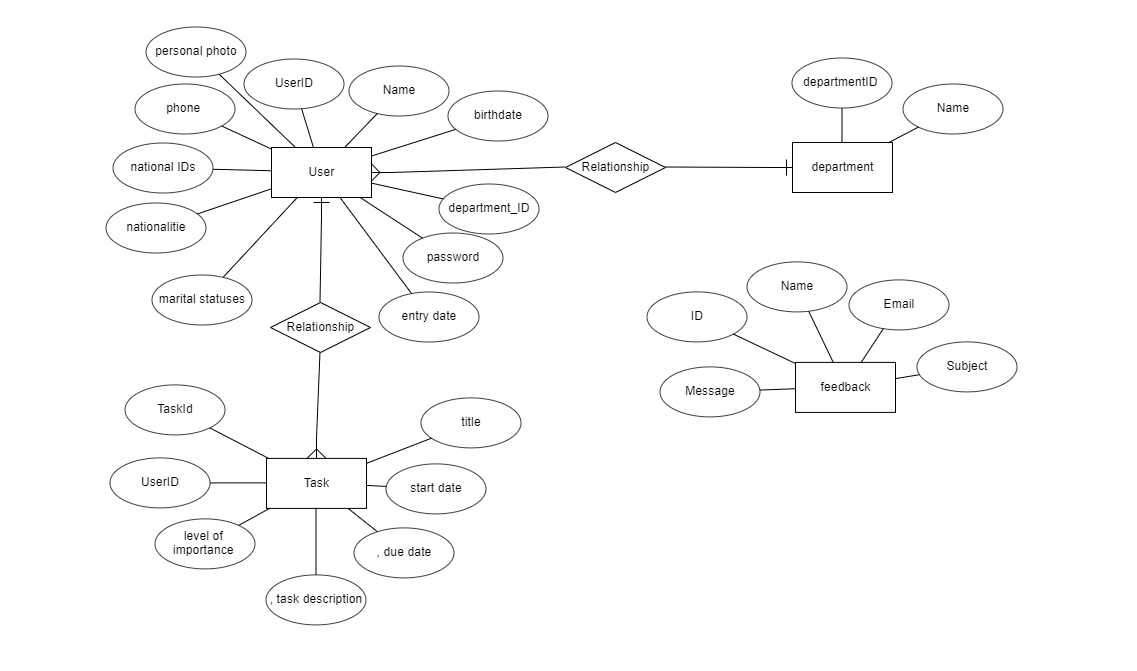 personal photo
UserID
Name
phone
birthdate
national IDs
User
nationalitie
department_ID
password
marital statuses
entry date
Relationship
departmentID
Name
department
Relationship
Name
ID
Email
Subject
Message
feedback
TaskId
title
UserID
Task
start date
level of
importance
, due date
, task description